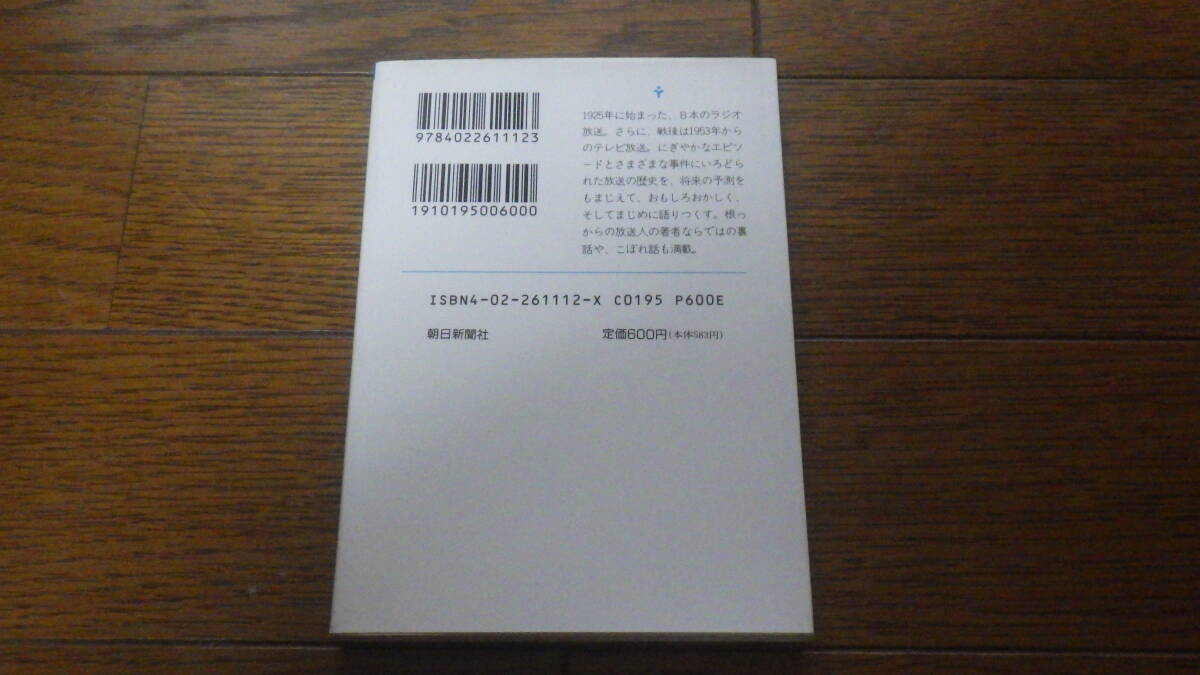 9784022611123
1910195006000
1925年に始まった、日本のラジオ
放送。さらに、戦後は1953年から
のテレビ放送。にぎやかなエピソ
ードとさまざまな事件にいろどら
れた放送の歴史を、将来の予測を
もまじえて、おもしろおかしく、
そしてまじめに語りつくす。根っ
からの放送人の著者ならではの裏
話や、こぼれ話も満載。
ISBN4-02-261112-X C0195 P600E
朝日新聞社 定価600円(本体583円)